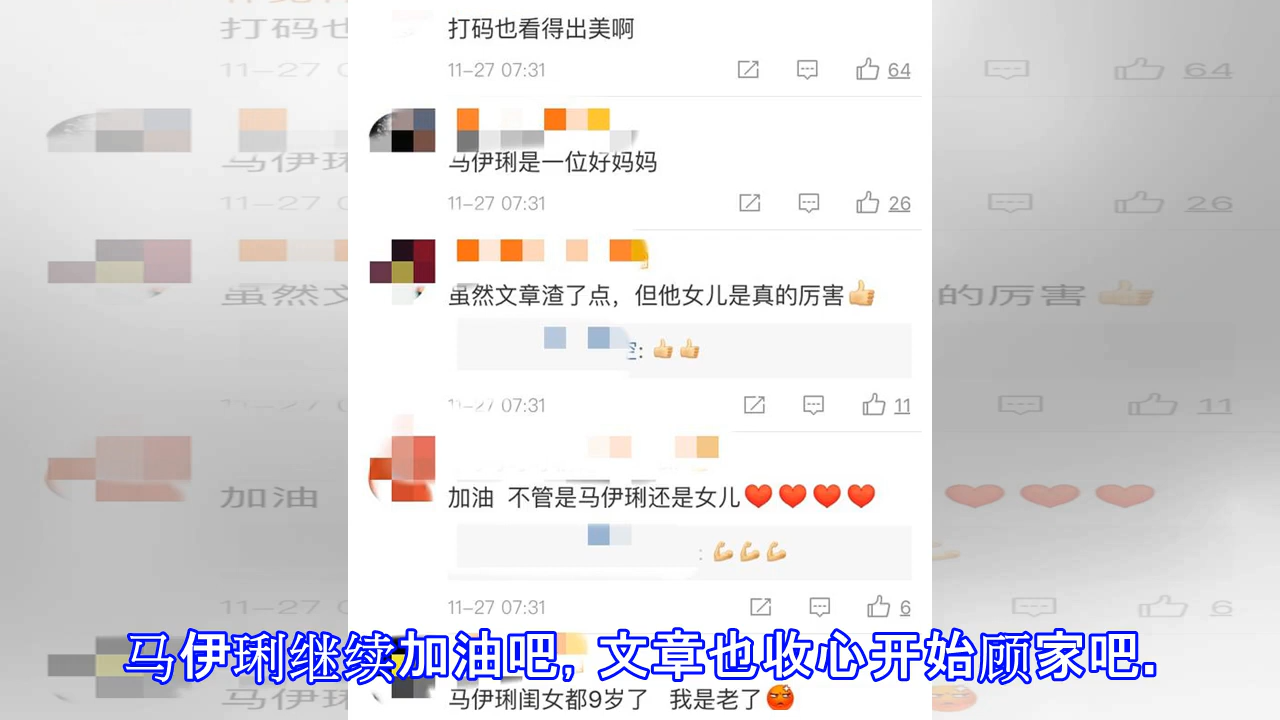 打码也看得出美啊
11-27 07:31
64
马伊琍是一位好妈妈
11-27 07:31
26
虽然文章渣了点，但他女儿是真的厉害👍
: 👍👍
11-27 07:31
11
加油 不管是马伊琍还是女儿❤❤❤❤
: 💪💪💪
11-27 07:31
6
马伊琍继续加油吧, 文章也收心开始顾家吧.
马伊琍闺女都9岁了 我是老了